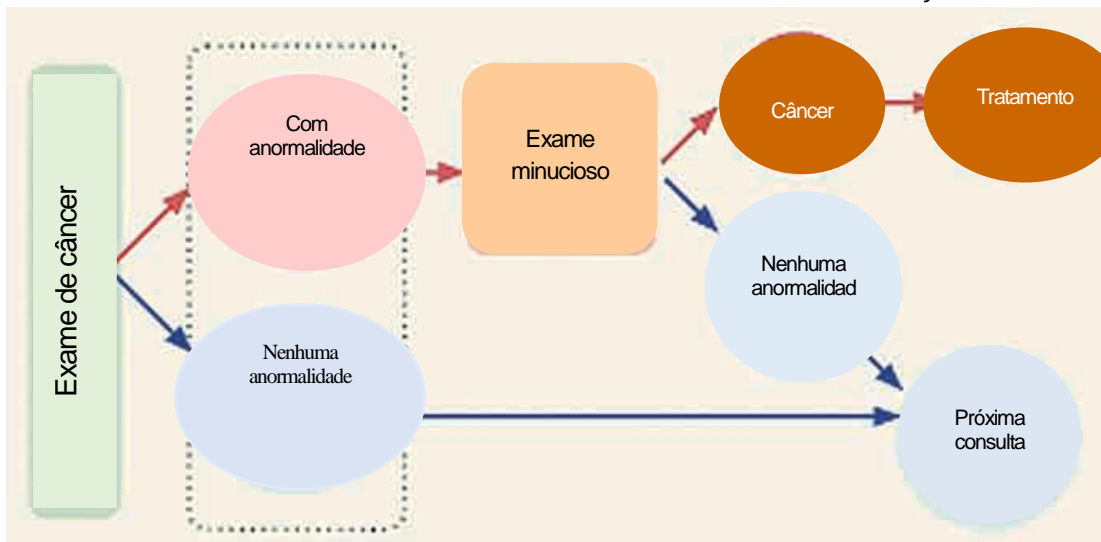 Exame de câncer
Com
anormalidade
Nenhuma
anormalidade
Exame
minucioso
Câncer
Tratamento
Nenhuma
anormalidad
Próxima
consulta